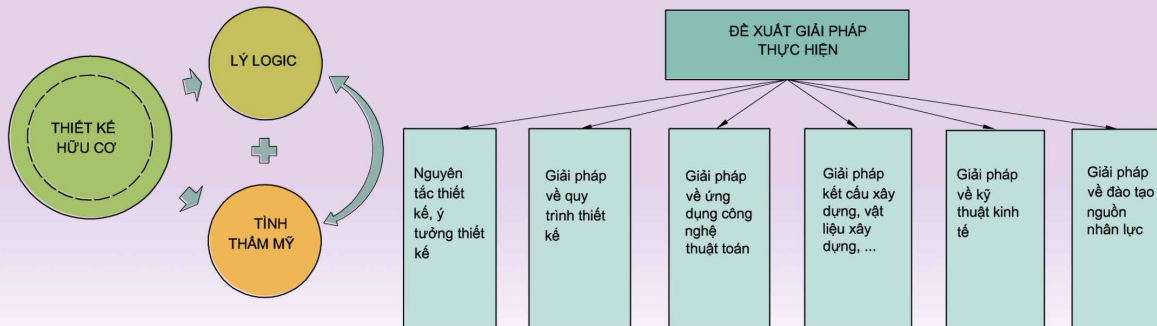 THIẾT KẾ
HỮU CƠ
LÝ LOGIC
TÌNH
THẨM MỸ
ĐỀ XUẤT GIẢI PHÁP
THỰC HIỆN
Nguyên
tắc thiết
kế, ý
tưởng thiết
kế
Giải pháp
về quy
trình thiết
kế
Giải pháp
về ứng
dụng công
nghệ
thuật toán
Giải pháp
kết cấu xây
dựng, vật
liệu xây
dựng, ...
Giải pháp
về kỹ
thuật kinh
tế
Giải pháp
về đào tạo
nguồn
nhân lực